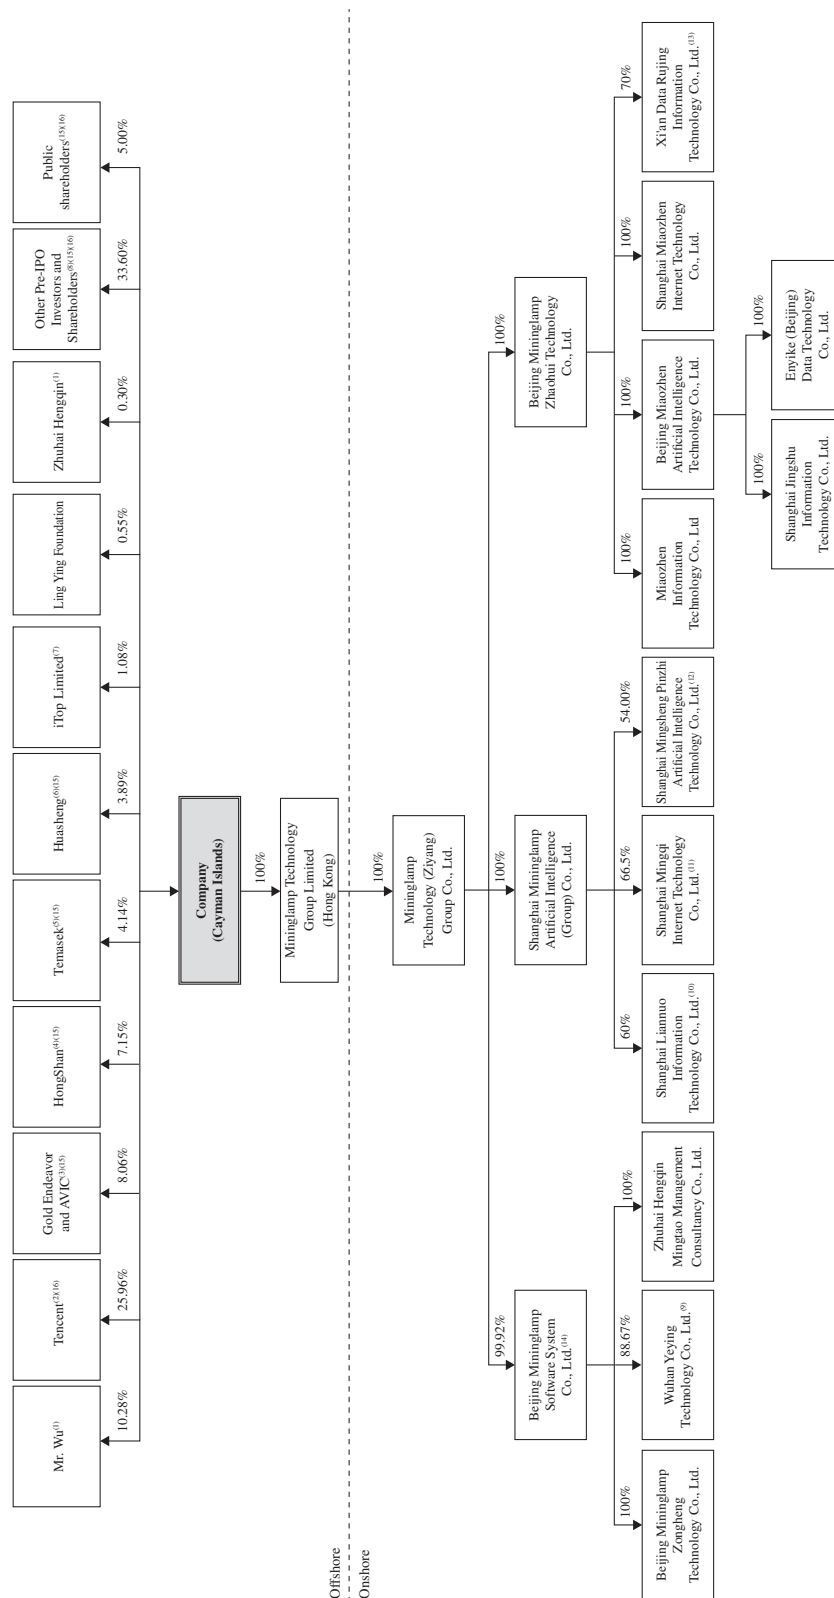 Mr. Wu(1)
Tencent(2)(16)
Gold Endeavor
and AVIC(3)(15)
HongShan(4)(15)
Temasek(5)(15)
Huasheng(6)(15)
iTop Limited(7)
Ling Ying Foundation
Zhuhai Hengqin(1)
Other Pre-IPO
Investors and
Shareholders(8)(15)(16)
Public
shareholders(15)(16)
10.28%
25.96%
8.06%
7.15%
4.14%
3.89%
1.08%
0.55%
0.30%
33.60%
5.00%
Company
(Cayman Islands)
100%
Mininglamp Technology
Group Limited
(Hong Kong)
Offshore
Onshore
100%
Mininglamp
Technology (Ziyang)
Group Co., Ltd.
99.92%
100%
100%
Beijing Mininglamp
Software System
Co., Ltd.(14)
Shanghai Mininglamp
Artificial Intelligence
(Group) Co., Ltd.
Beijing Mininglamp
Zhaohui Technology
Co., Ltd.
100%
88.67%
100%
60%
66.5%
54.00%
100%
100%
100%
70%
Beijing Mininglamp
Zongheng
Technology Co., Ltd.
Wuhan Yeying
Technology Co., Ltd.(9)
Zhuhai Hengqin
Mingtao Management
Consultancy Co., Ltd.
Shanghai Liannuo
Information
Technology Co., Ltd.(10)
Shanghai Mingqi
Internet Technology
Co., Ltd.(11)
Shanghai Mingsheng Pinzhi
Artificial Intelligence
Technology Co., Ltd.(12)
Miaozhen
Information
Technology Co., Ltd
Beijing Miaozhen
Artificial Intelligence
Technology Co., Ltd.
Shanghai Miaozhen
Internet Technology
Co., Ltd.
Xi'an Data Rujing
Information
Technology Co., Ltd.(13)
100%
100%
Shanghai Jingshu
Information
Technology Co., Ltd.
Enyike (Beijing)
Data Technology
Co., Ltd.